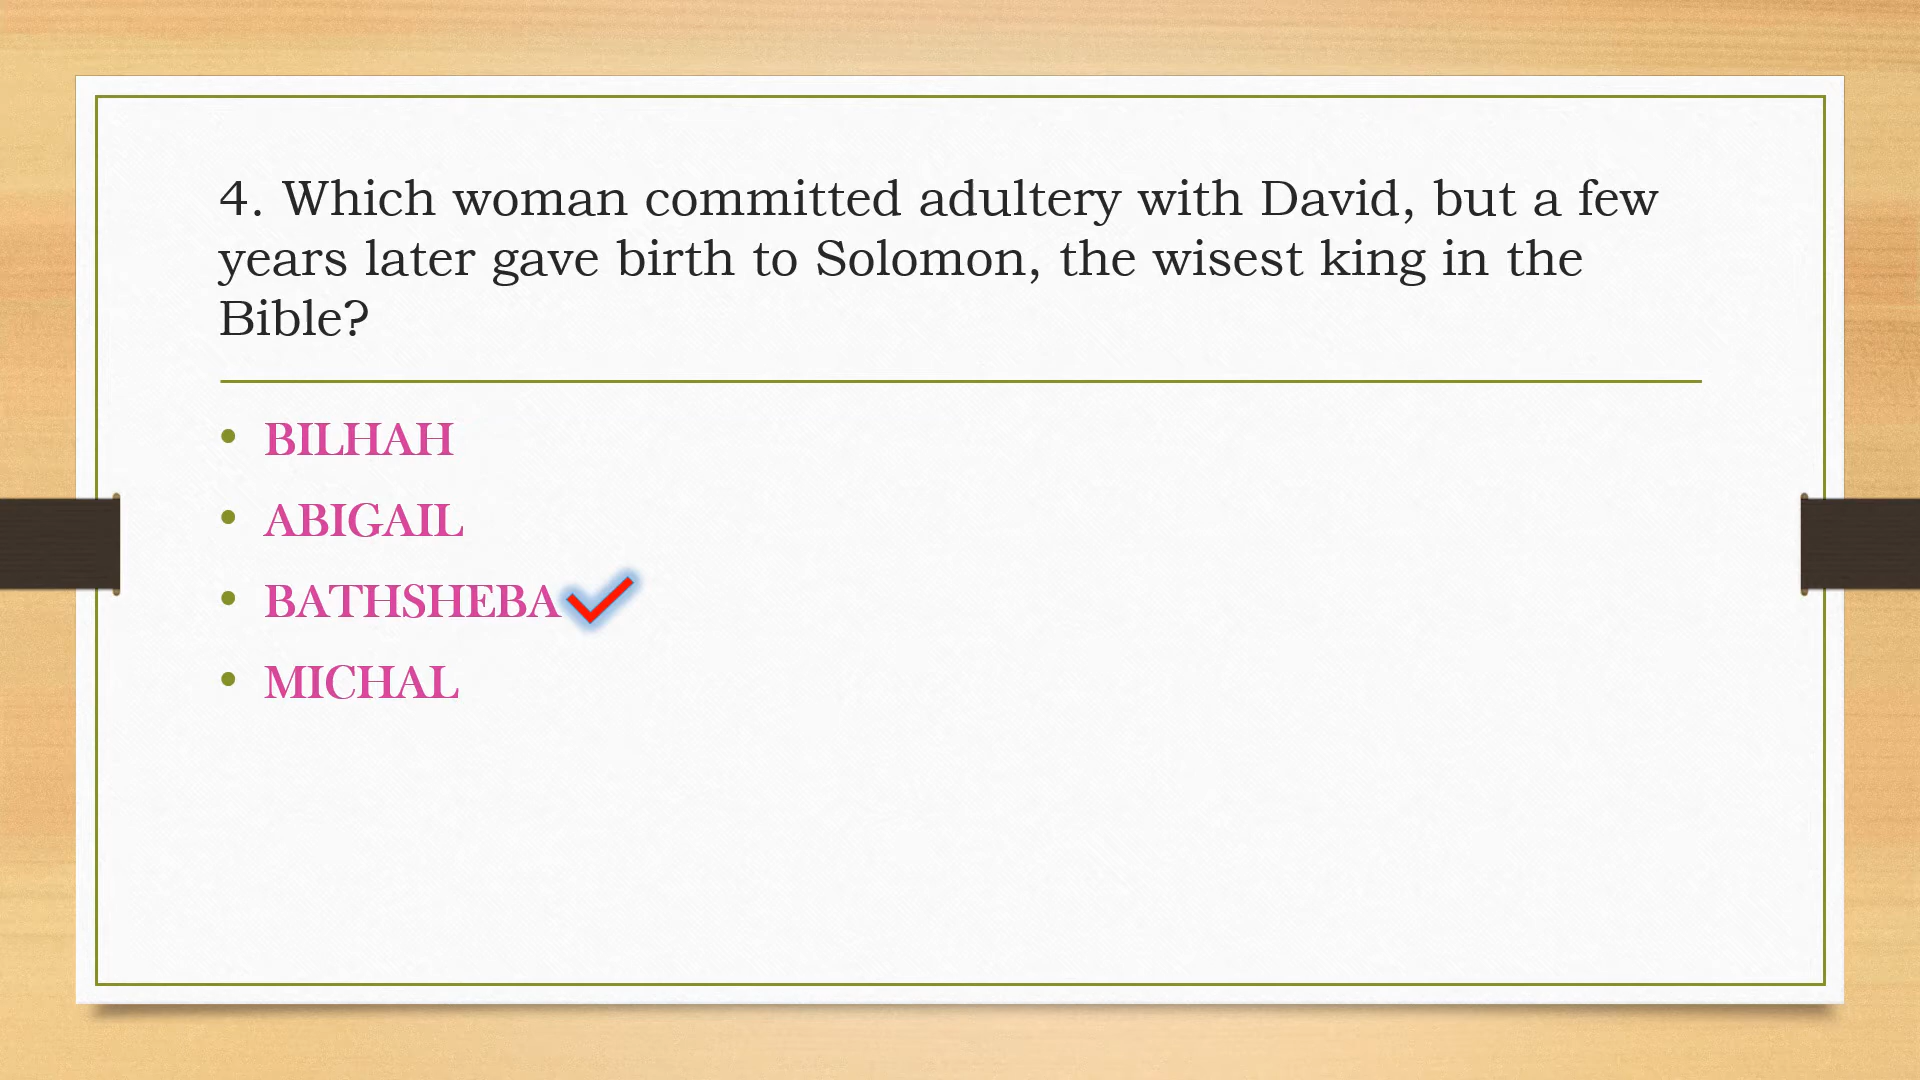 4. Which woman committed adultery with David, but a few
years later gave birth to Solomon, the wisest king in the
Bible?
• BILHAH
• ABIGAIL
• BATHSHEBA
• MICHAL